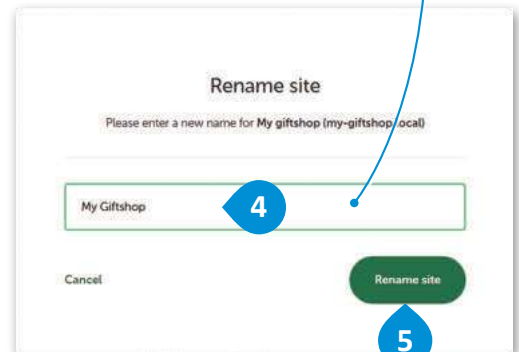 Rename site
Please enter a new name for My giftshop (my-giftshop.local)
My Giftshop
4
Cancel
Rename site
5